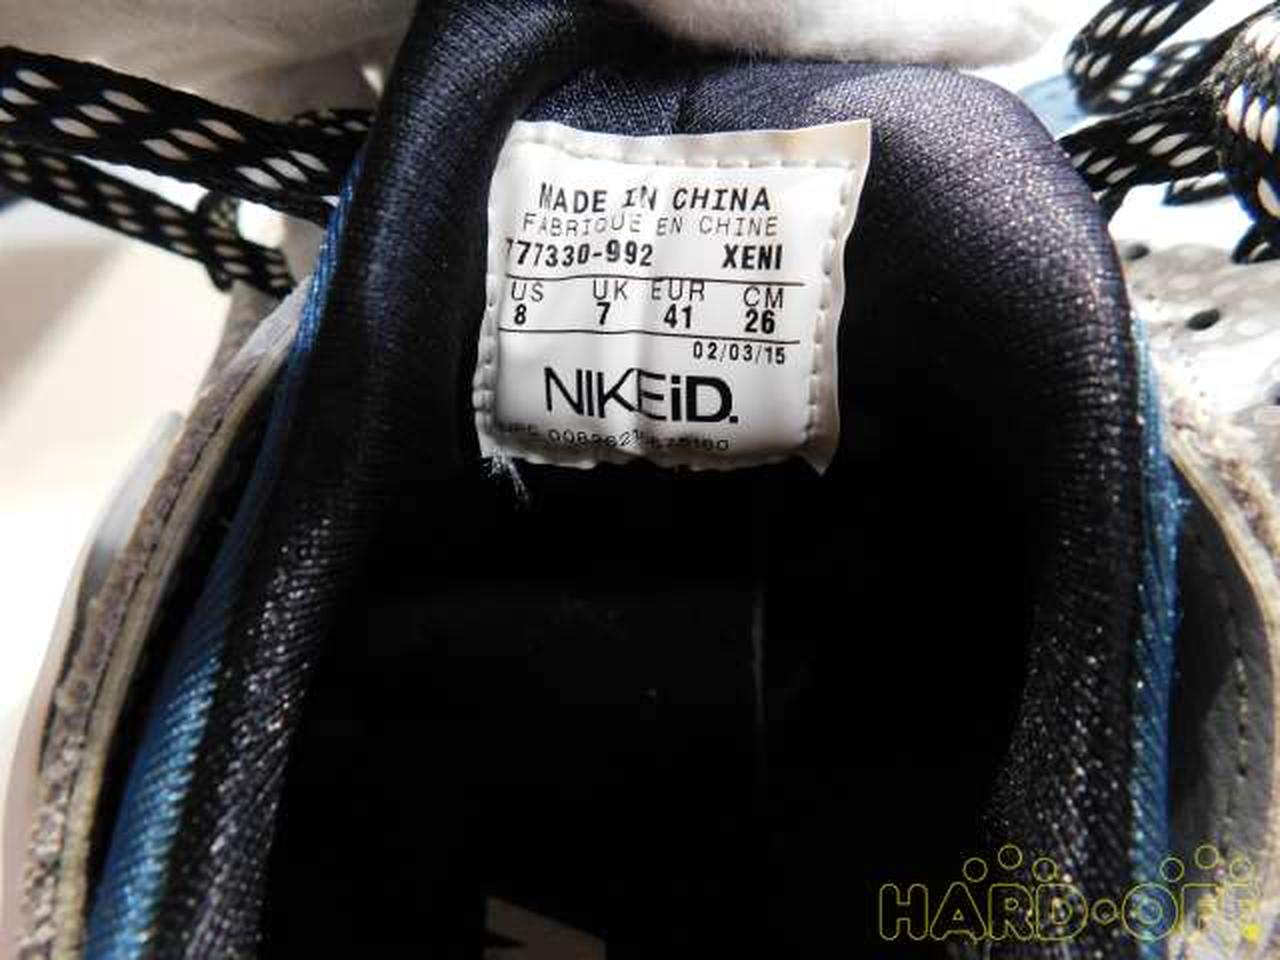 MADE IN CHINA
FABRIQUE EN CHINE
777330-992 XENI
US UK EUR CM
8 7 41 26
02/03/15
NIKEiD.
HARD-OFF